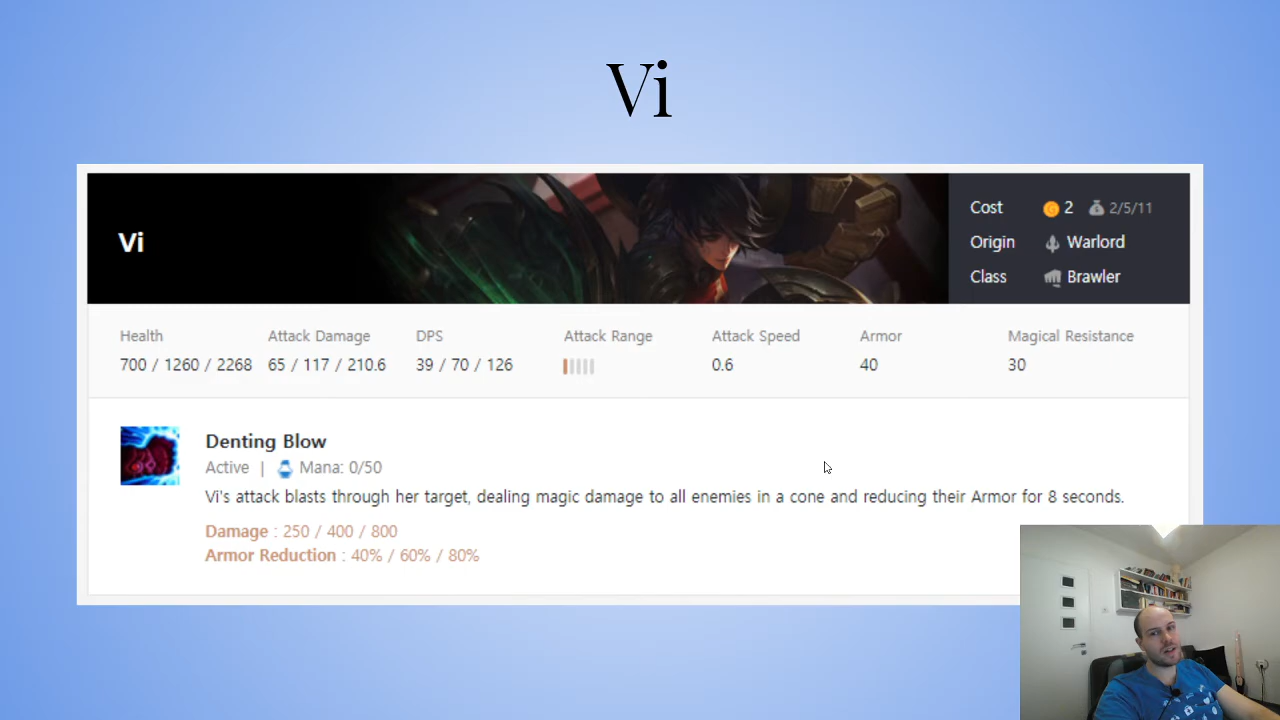 Vi
Vi
Cost 2 2/5/11
Origin Warlord
Class Brawler
Health Attack Damage DPS Attack Range Attack Speed Armor Magical Resistance
700 / 1260 / 2268 65 / 117 / 210.6 39 / 70 / 126 0.6 40 30
Denting Blow
Active | Mana: 0/50
Vi's attack blasts through her target, dealing magic damage to all enemies in a cone and reducing their Armor for 8 seconds.
Damage : 250 / 400 / 800
Armor Reduction : 40% / 60% / 80%